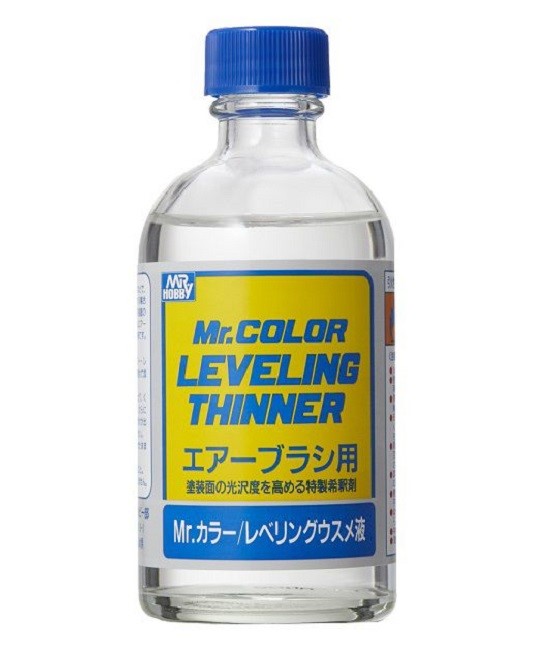 MR
HOBBY
Mr.COLOR
LEVELING
THINNER
エアーブラシ用
塗装面の光沢度を高める特製希釈剤
Mr.カラー/レベリングウスメ液